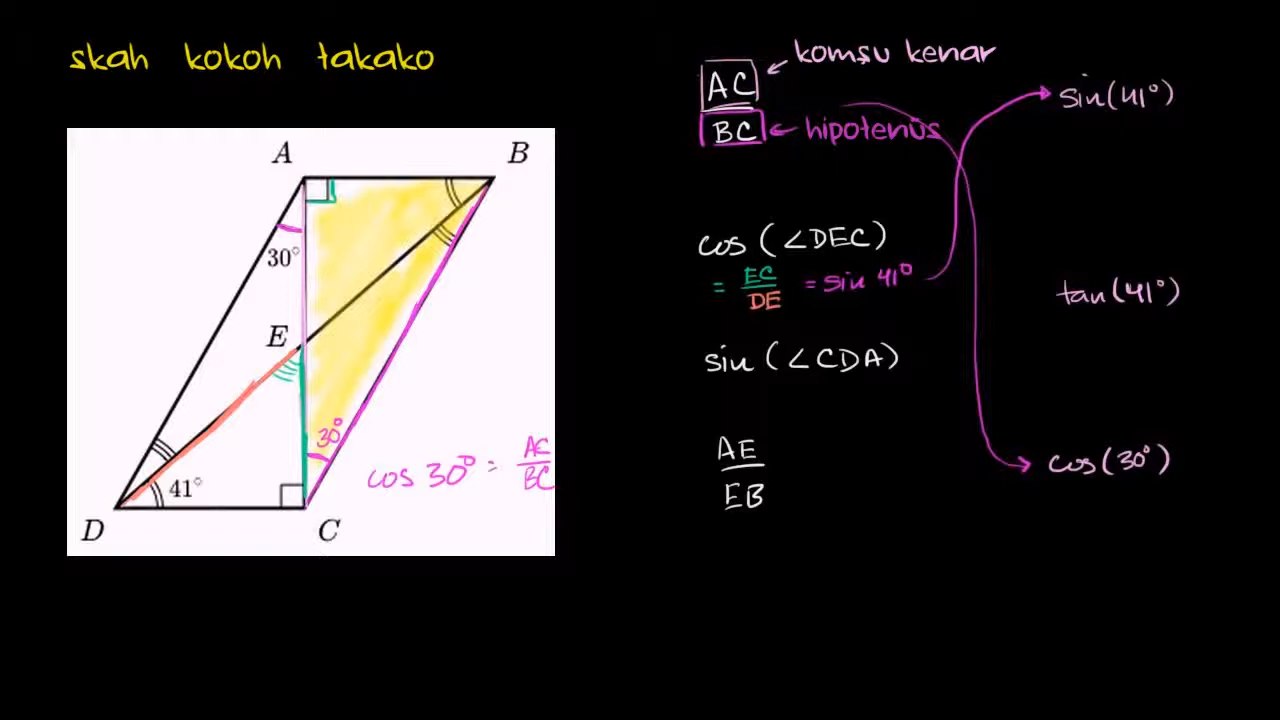 skah kokoh takako
AC ← komşu kenar
BC ← hipotenüs
sin(41°)
cos(∠DEC)
= EC/DE = sin 41°
tan(41°)
sin(∠CDA)
AE
EB
cos(30°)
A
B
30°
E
30°
cos 30° = AC/BC
41°
D
C